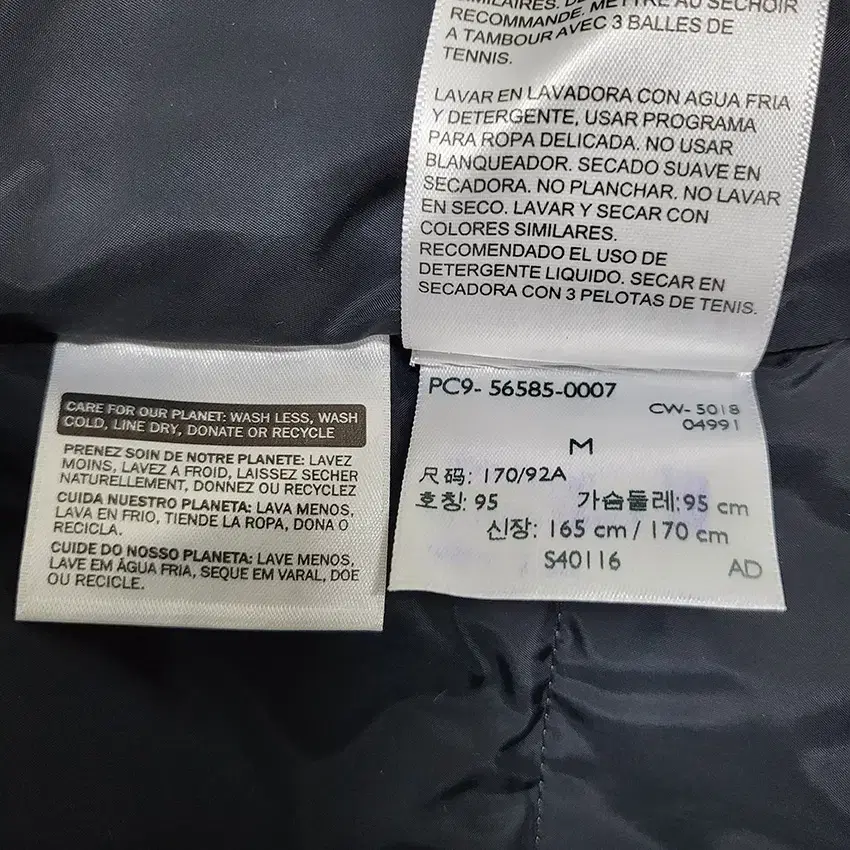 SIMILAIRES. DE METTRE AU SÉCHOIR
RECOMMANDE. METTRE AU SECHOIR
A TAMBOUR AVEC 3 BALLES DE
TENNIS.
LAVAR EN LAVADORA CON AGUA FRIA
Y DETERGENTE, USAR PROGRAMA
PARA ROPA DELICADA. NO USAR
BLANQUEADOR. SECADO SUAVE EN
SECADORA. NO PLANCHAR. NO LAVAR
EN SECO. LAVAR Y SECAR CON
COLORES SIMILARES.
RECOMENDADO EL USO DE
DETERGENTE LIQUIDO. SECAR EN
SECADORA CON 3 PELOTAS DE TENIS.
CARE FOR OUR PLANET: WASH LESS, WASH
COLD, LINE DRY, DONATE OR RECYCLE
PRENEZ SOIN DE NOTRE PLANETE: LAVEZ
MOINS, LAVEZ A FROID, LAISSEZ SECHER
NATURELLEMENT, DONNEZ OU RECYCLEZ
CUIDA NUESTRO PLANETA: LAVA MENOS,
LAVA EN FRIO, TIENDE LA ROPA, DONA O
RECICLA.
CUIDE DO NOSSO PLANETA: LAVE MENOS,
LAVE EM ÁGUA FRIA, SEQUE EM VARAL, DOE
OU RECICLE.
PC9- 56585-0007
CW- 5018
04991
M
尺码: 170/92A
호칭: 95 가슴둘레:95 cm
신장: 165 cm / 170 cm
S40116
AD